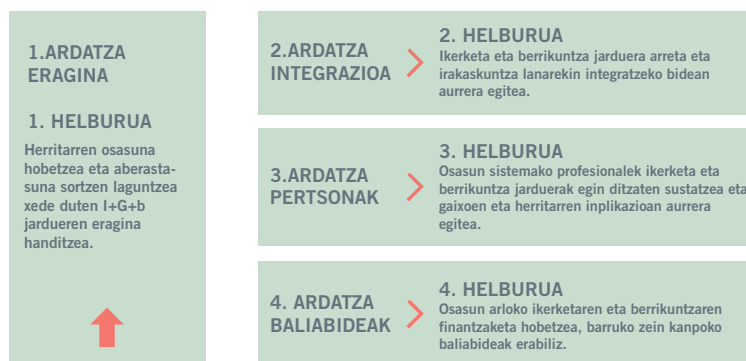 1.ARDATZA
ERAGINA
1. HELBURUA
Herritarren osasuna
hobetzea eta aberasta-
suna sortzen laguntzea
xede duten I+G+b
jardueren eragina
handitzea.
2.ARDATZA
INTEGRAZIOA
2. HELBURUA
Ikerketa eta berrikuntza jarduera arreta eta
irakaskuntza lanarekin integratzeko bidean
aurrera egitea.
3.ARDATZA
PERTSONAK
3. HELBURUA
Osasun sistemako profesionalek ikerketa eta
berrikuntza jarduerak egin ditzaten sustatzea eta
gaixoen eta herritarren inplikazioan aurrera
egitea.
4. ARDATZA
BALIABIDEAK
4. HELBURUA
Osasun arloko ikerketaren eta berrikuntzaren
finantzaketa hobetzea, barruko zein kanpoko
baliabideak erabiliz.